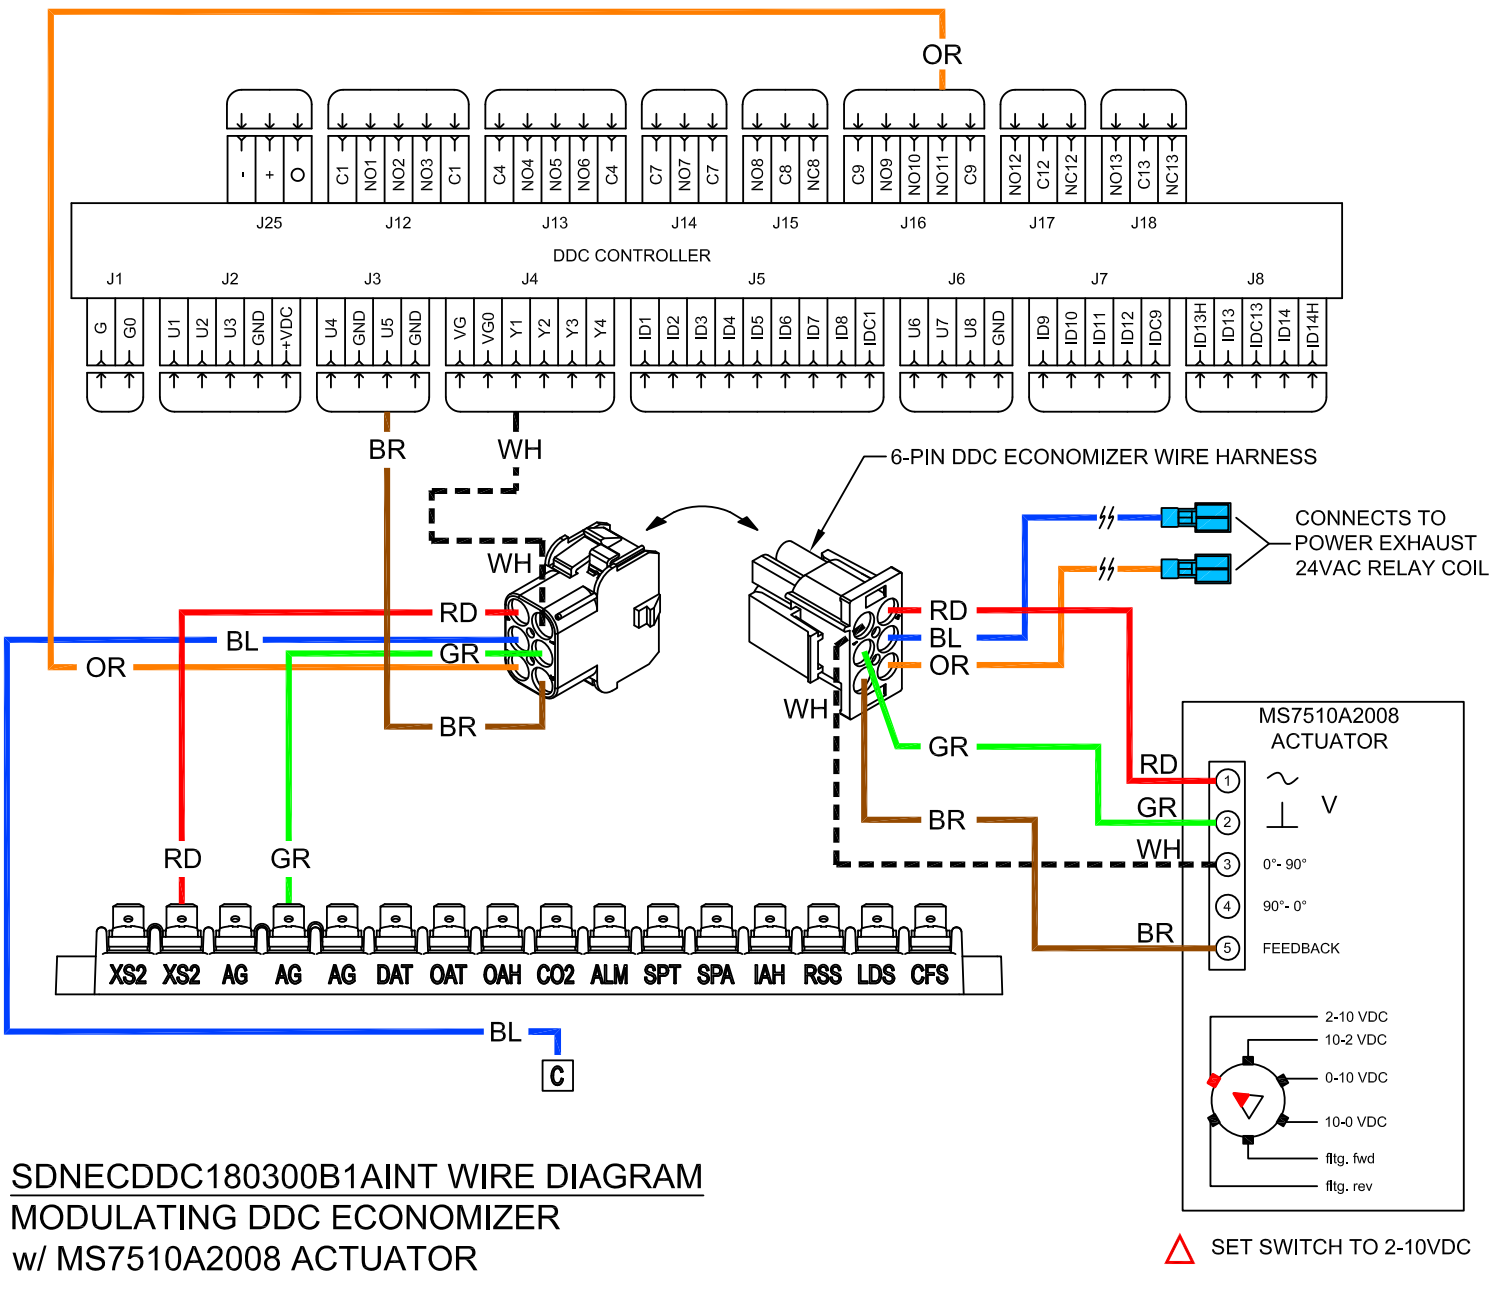 OR
- + O
C1 NO1 NO2 NO3 C1
C4 NO4 NO5 NO6 C4
C7 NO7 C7
NO8 C8 NC8
C9 NO9 NO10 NO11 C9
NO12 C12 NC12
NO13 C13 NC13
J25 J12 J13 J14 J15 J16 J17 J18
DDC CONTROLLER
J1 J2 J3 J4 J5 J6 J7 J8
G G0
U1 U2 U3 GND +VDC
U4 GND U5 GND
VG VG0 Y1 Y2 Y3 Y4
ID1 ID2 ID3 ID4 ID5 ID6 ID7 ID8 IDC1
U6 U7 U8 GND
ID9 ID10 ID11 ID12 IDC9
ID13H ID13 IDC13 ID14 ID14H
BR WH
6-PIN DDC ECONOMIZER WIRE HARNESS
CONNECTS TO
POWER EXHAUST
24VAC RELAY COIL
WH
RD
BL
GR
OR
BR
RD
BL
OR
WH
GR
BR
MS7510A2008
ACTUATOR
RD 1
GR 2 V
WH 3 0°- 90°
4 90°- 0°
BR 5 FEEDBACK
RD GR
XS2 XS2 AG AG AG DAT OAT OAH CO2 ALM SPT SPA IAH RSS LDS CFS
BL
C
2-10 VDC
10-2 VDC
0-10 VDC
10-0 VDC
fltg. fwd
fltg. rev
SET SWITCH TO 2-10VDC
SDNECDDC180300B1AINT WIRE DIAGRAM
MODULATING DDC ECONOMIZER
w/ MS7510A2008 ACTUATOR